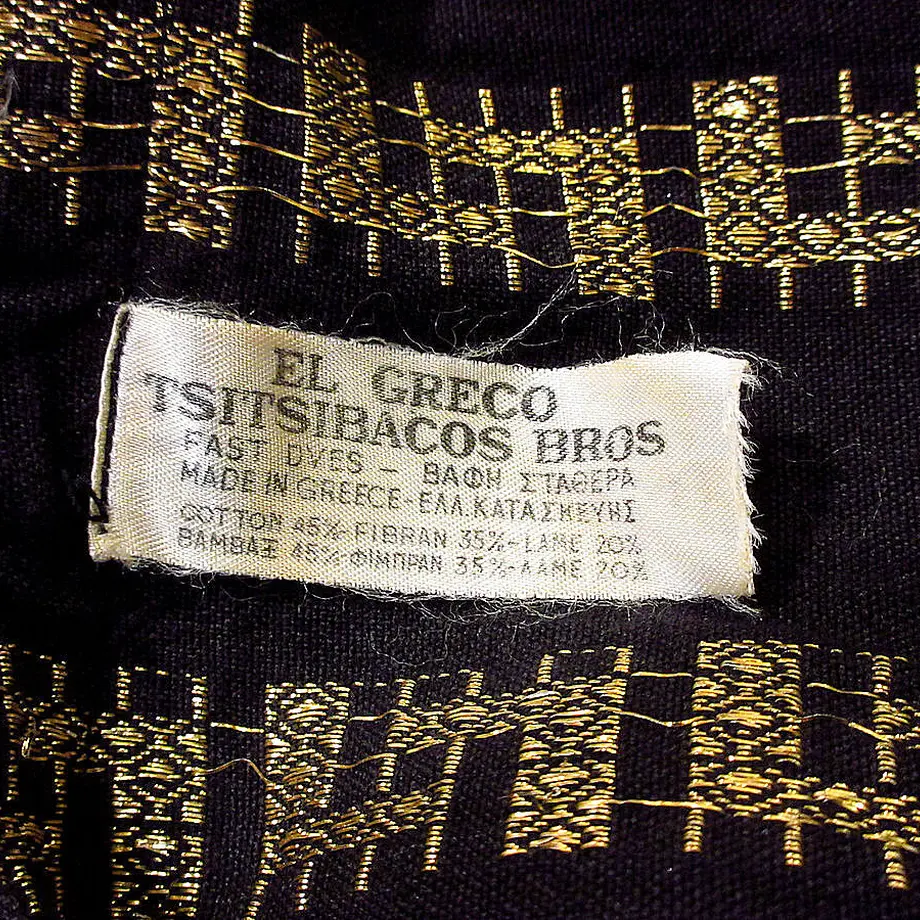 EL GRECO
TSITSIBACOS BROS
FAST DYES - ΒΑΦΗ ΣΤΑΘΕΡΑ
MADE IN GREECE-ΕΛΛ.ΚΑΤΑΣΚΕΥΗΣ
COTTON 45%-FIBRAN 35%-LAME 20%
ΒΑΜΒΑΞ 45% ΦΙΜΠΡΑΝ 35%-ΛΑΜΕ 20%